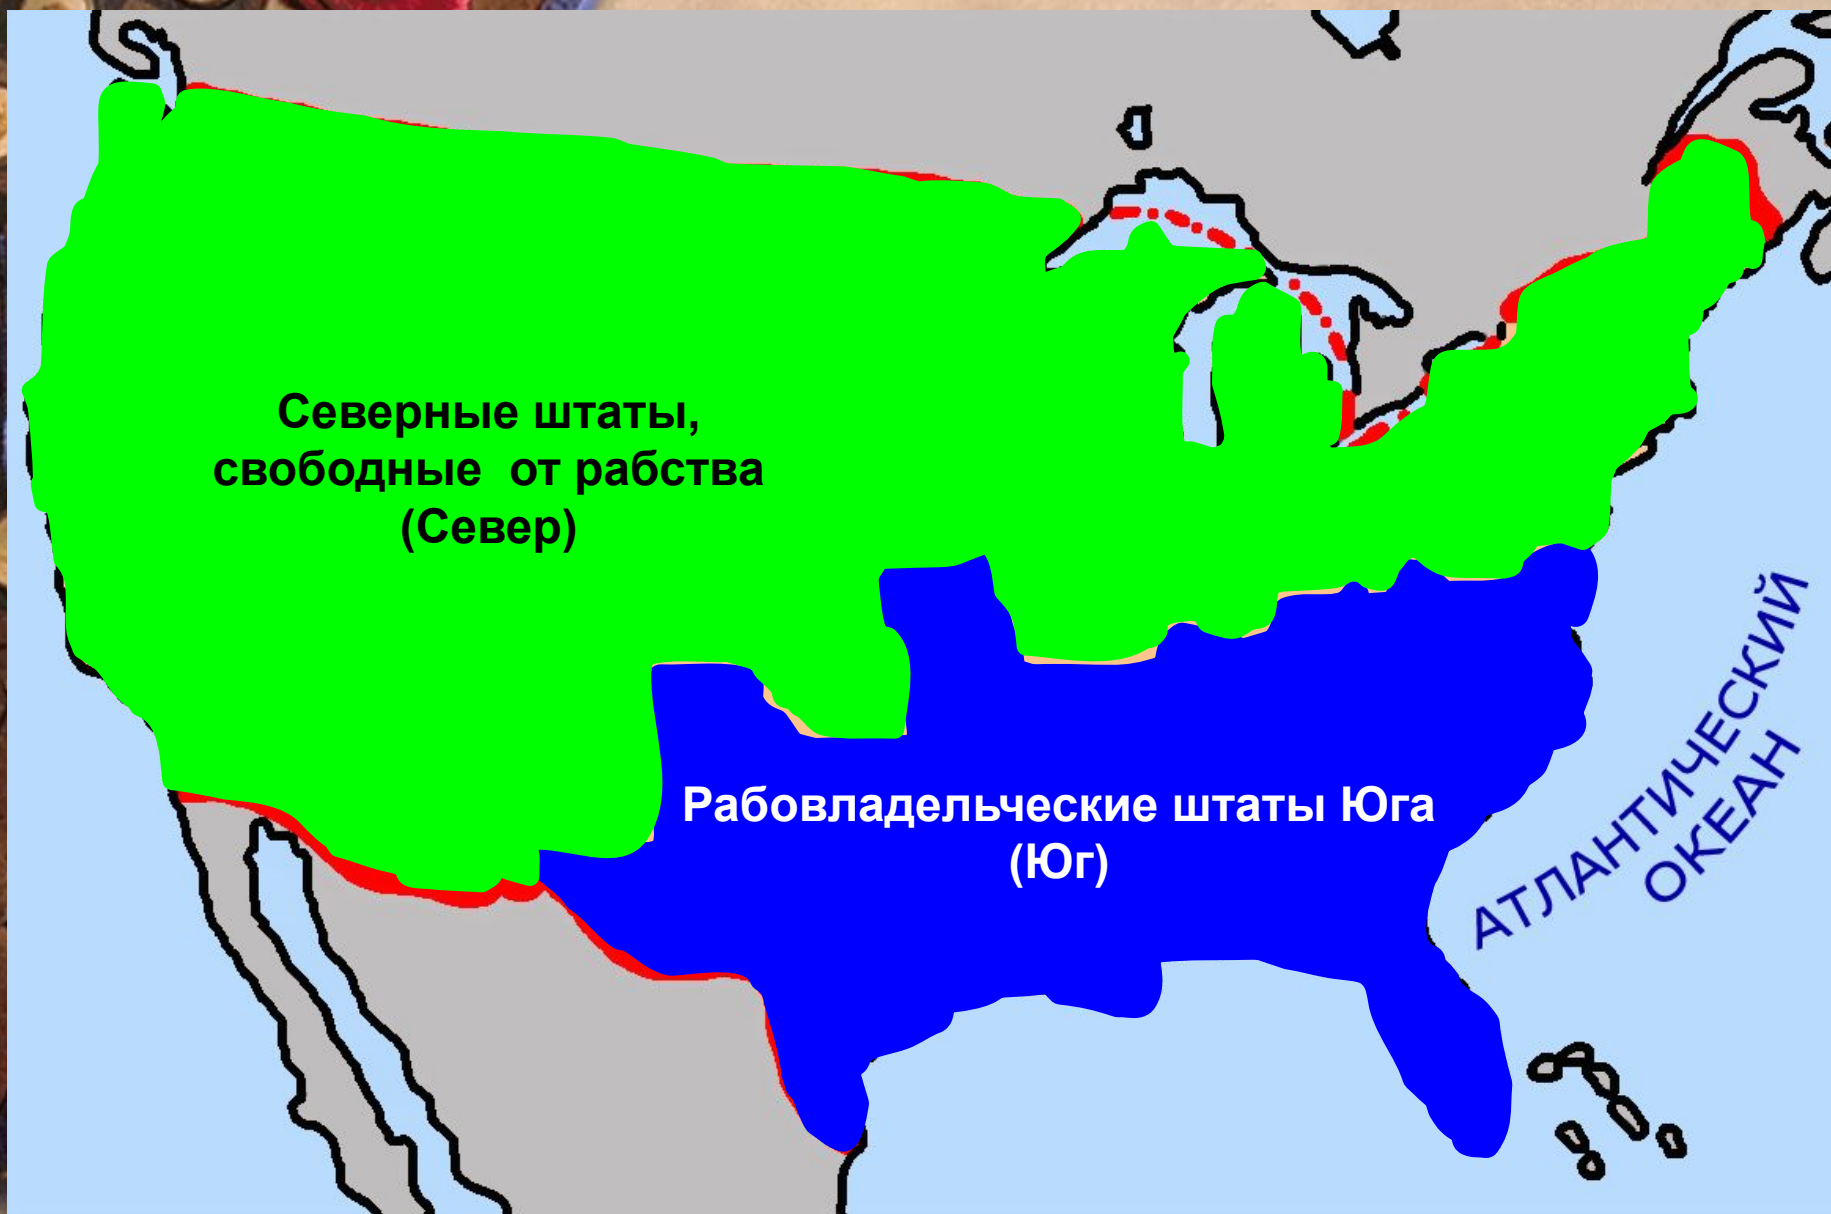 Северные штаты,
свободные от рабства
(Север)
Рабовладельческие штаты Юга
(Юг)
АТЛАНТИЧЕСКИЙ
ОКЕАН